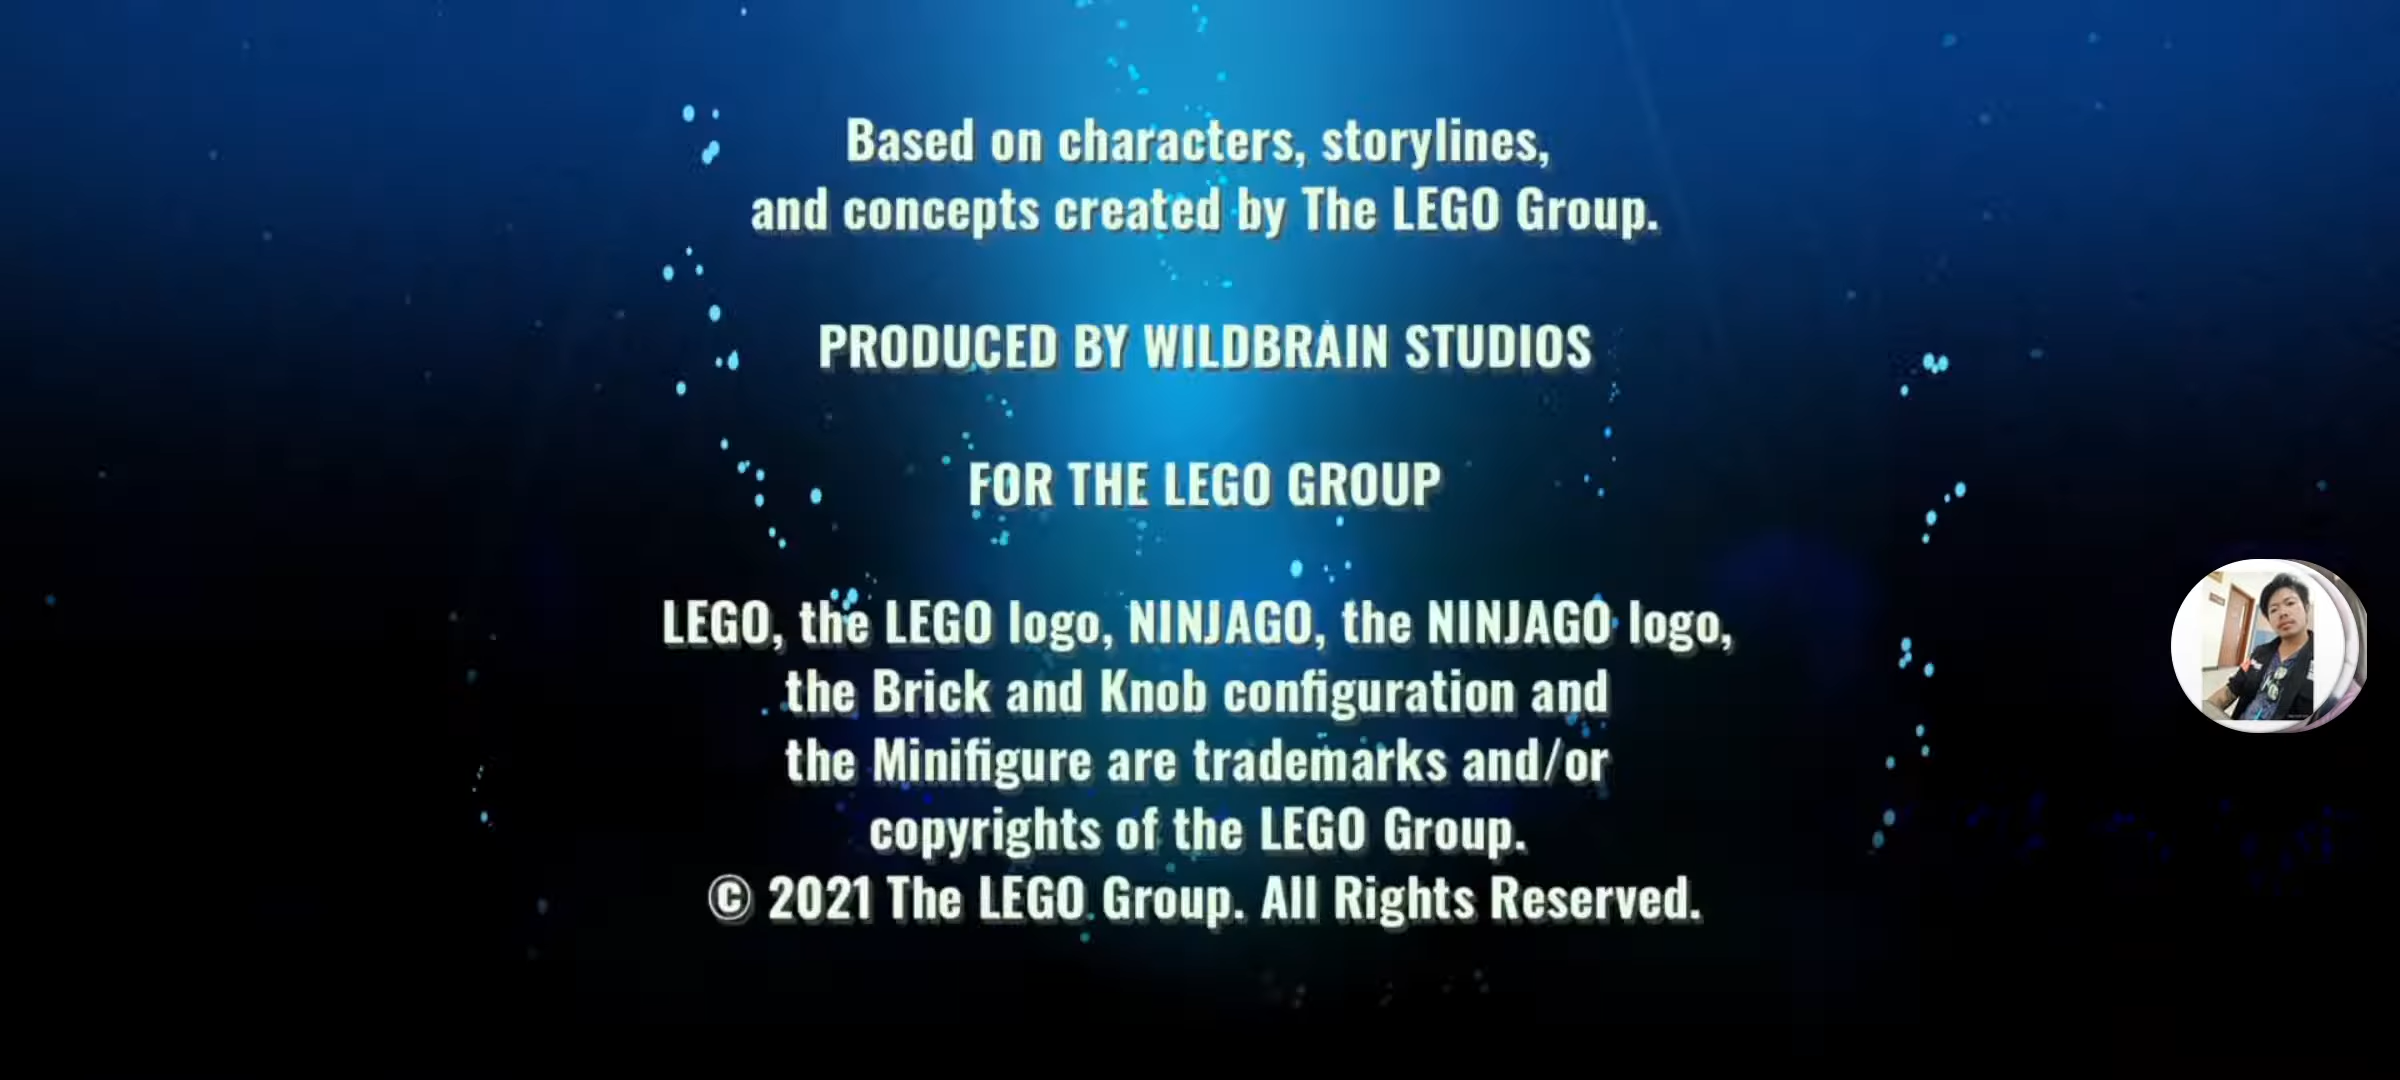 Based on characters, storylines,
and concepts created by The LEGO Group.
PRODUCED BY WILDBRAIN STUDIOS
FOR THE LEGO GROUP
LEGO, the LEGO logo, NINJAGO, the NINJAGO logo,
the Brick and Knob configuration and
the Minifigure are trademarks and/or
copyrights of the LEGO Group.
© 2021 The LEGO Group. All Rights Reserved.